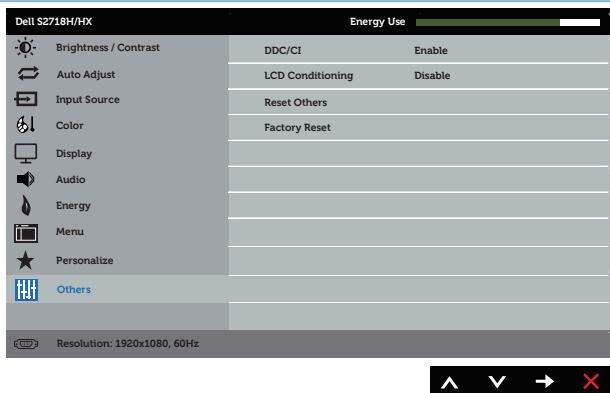 Dell S2718H/HX Energy Use
Brightness / Contrast
Auto Adjust
Input Source
Color
Display
Audio
Energy
Menu
Personalize
Others
DDC/CI Enable
LCD Conditioning Disable
Reset Others
Factory Reset
Resolution: 1920x1080, 60Hz